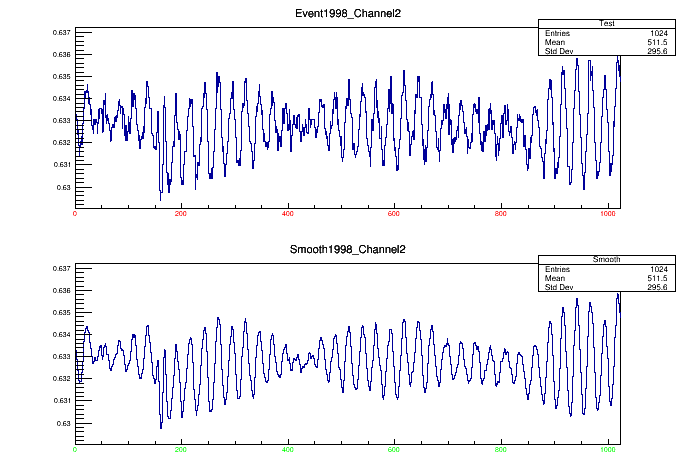 Event1998_Channel2
Test
Entries 1024
Mean 511.5
Std Dev 295.6
0.637
0.636
0.635
0.634
0.633
0.632
0.631
0.63
0 200 400 600 800 1000
Smooth1998_Channel2
Smooth
Entries 1024
Mean 511.5
Std Dev 295.6
0.637
0.636
0.635
0.634
0.633
0.632
0.631
0.63
0 200 400 600 800 1000